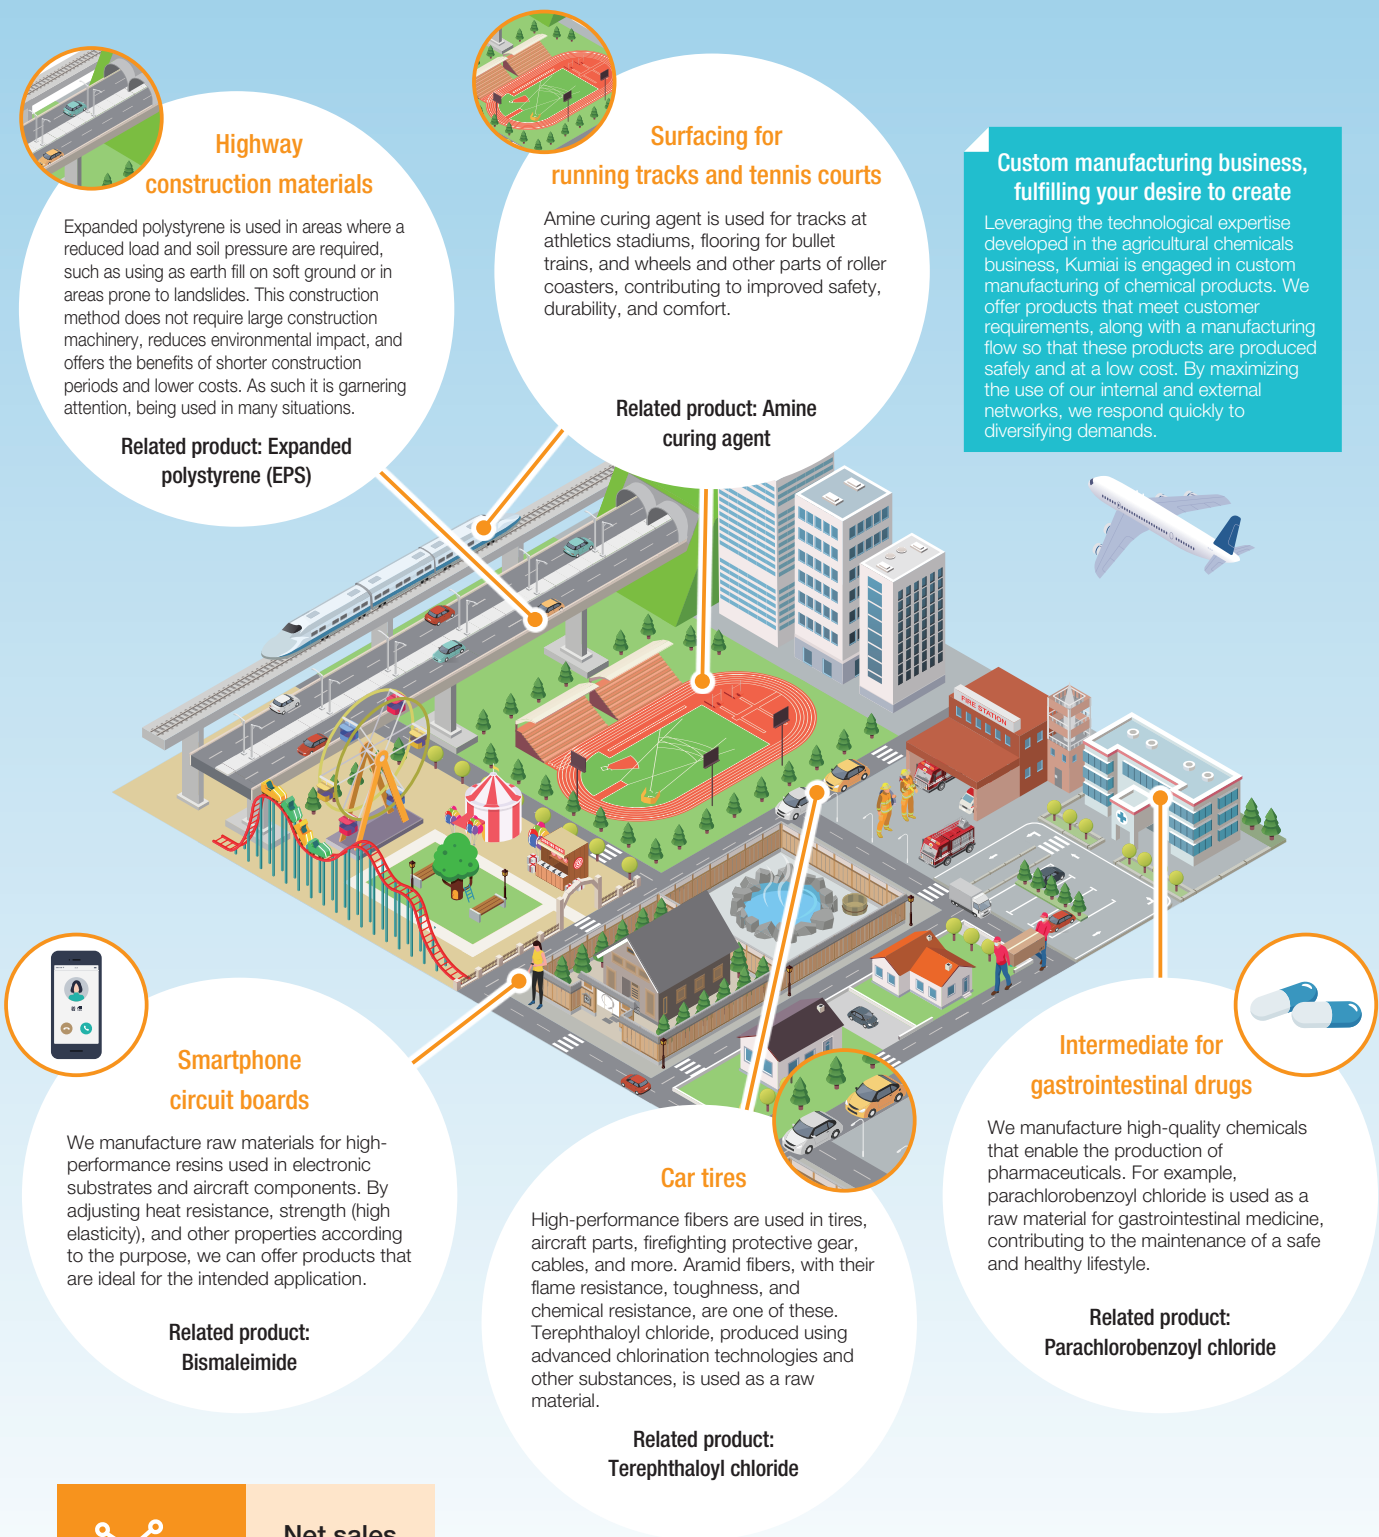 Highway
construction materials
Expanded polystyrene is used in areas where a
reduced load and soil pressure are required,
such as using as earth fill on soft ground or in
areas prone to landslides. This construction
method does not require large construction
machinery, reduces environmental impact, and
offers the benefits of shorter construction
periods and lower costs. As such it is garnering
attention, being used in many situations.
Related product: Expanded
polystyrene (EPS)
Surfacing for
running tracks and tennis courts
Amine curing agent is used for tracks at
athletics stadiums, flooring for bullet
trains, and wheels and other parts of roller
coasters, contributing to improved safety,
durability, and comfort.
Related product: Amine
curing agent
Custom manufacturing business,
fulfilling your desire to create
Leveraging the technological expertise
developed in the agricultural chemicals
business, Kumiai is engaged in custom
manufacturing of chemical products. We
offer products that meet customer
requirements, along with a manufacturing
flow so that these products are produced
safely and at a low cost. By maximizing
the use of our internal and external
networks, we respond quickly to
diversifying demands.
FIRE STATION
Smartphone
circuit boards
We manufacture raw materials for high-
performance resins used in electronic
substrates and aircraft components. By
adjusting heat resistance, strength (high
elasticity), and other properties according
to the purpose, we can offer products that
are ideal for the intended application.
Related product:
Bismaleimide
Car tires
High-performance fibers are used in tires,
aircraft parts, firefighting protective gear,
cables, and more. Aramid fibers, with their
flame resistance, toughness, and
chemical resistance, are one of these.
Terephthaloyl chloride, produced using
advanced chlorination technologies and
other substances, is used as a raw
material.
Related product:
Terephthaloyl chloride
Intermediate for
gastrointestinal drugs
We manufacture high-quality chemicals
that enable the production of
pharmaceuticals. For example,
parachlorobenzoyl chloride is used as a
raw material for gastrointestinal medicine,
contributing to the maintenance of a safe
and healthy lifestyle.
Related product:
Parachlorobenzoyl chloride
Net sales